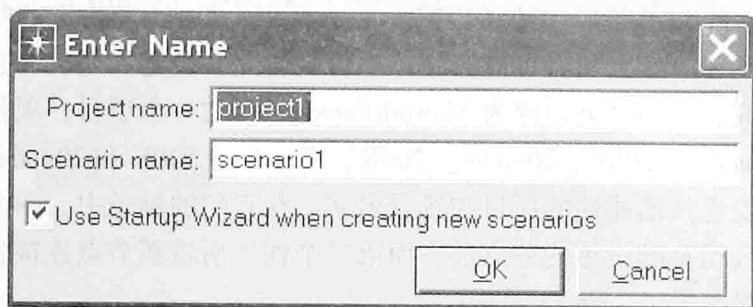 Enter Name
Project name: project1
Scenario name: scenario1
Use Startup Wizard when creating new scenarios
OK Cancel